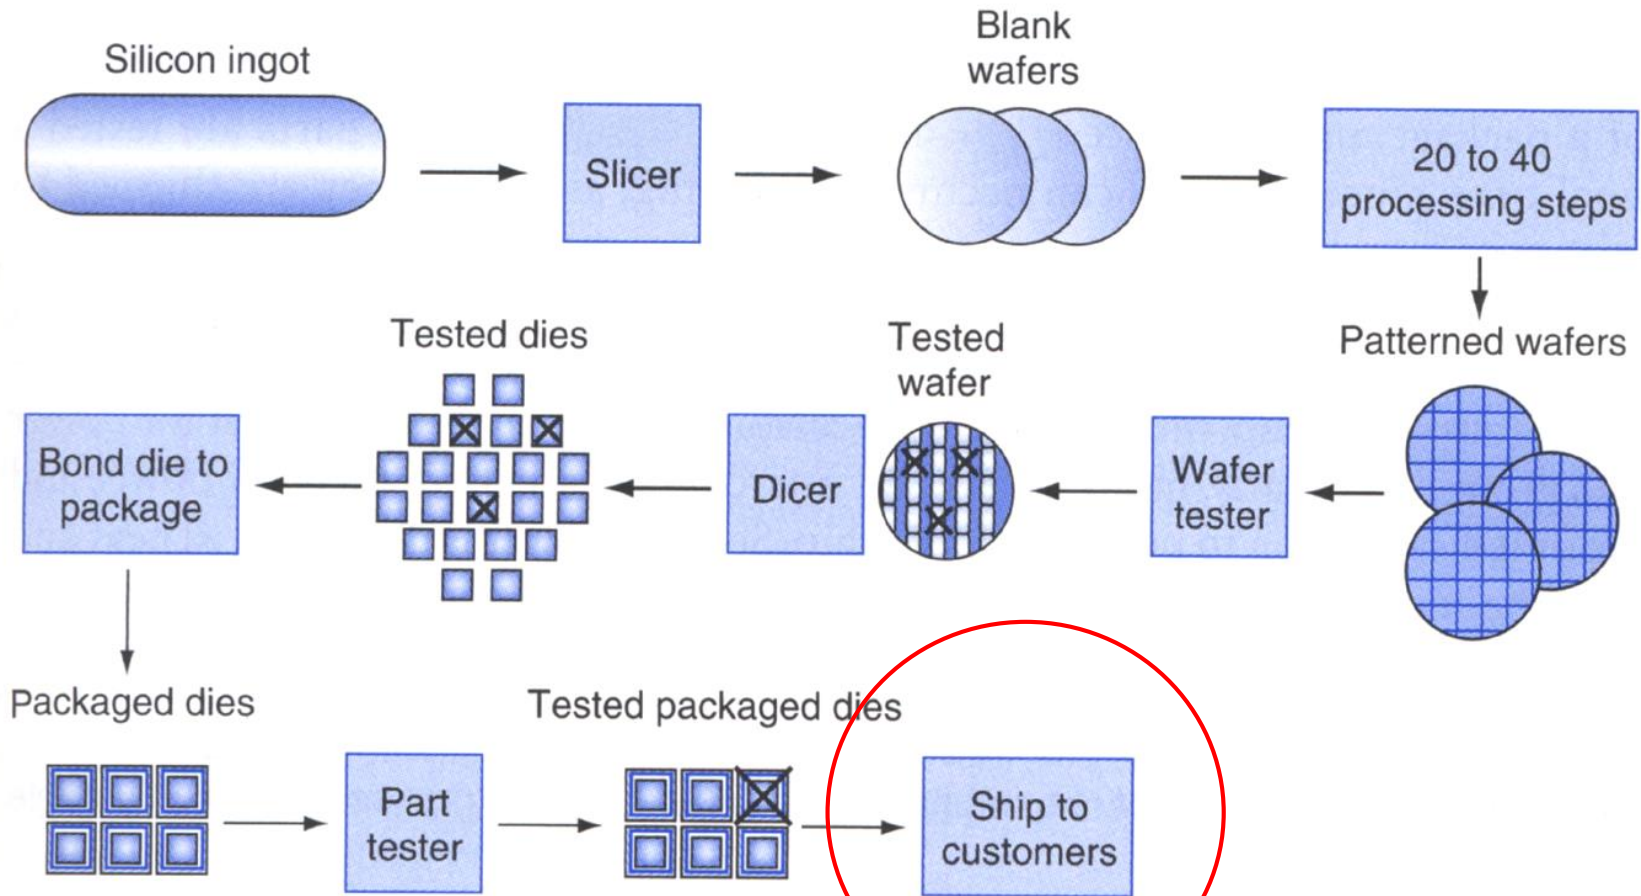 Silicon ingot
Slicer
Blank
wafers
20 to 40
processing steps
Patterned wafers
Wafer
tester
Tested
wafer
Dicer
Tested dies
Bond die to
package
Packaged dies
Part
tester
Tested packaged dies
Ship to
customers